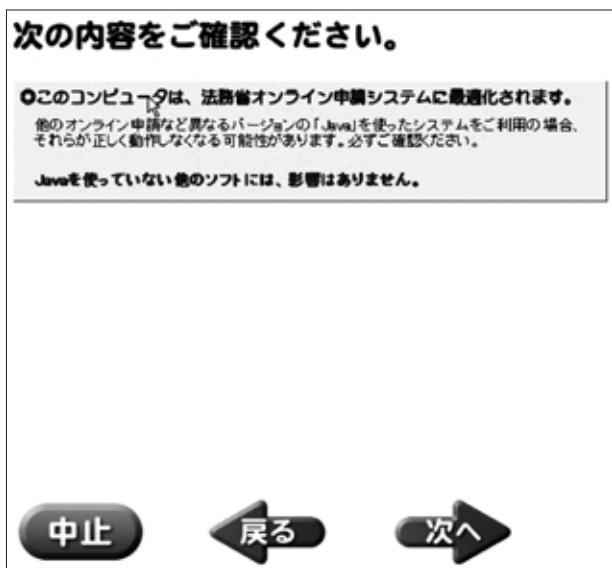 次の内容をご確認ください。
●このコンピュータは、法務省オンライン申請システムに最適化されます。
他のオンライン申請など異なるバージョンの「Java」を使ったシステムをご利用の場合、
それらが正しく動作しなくなる可能性があります。必ずご確認ください。
Javaを使っていない他のソフトには、影響はありません。
中止
戻る
次へ